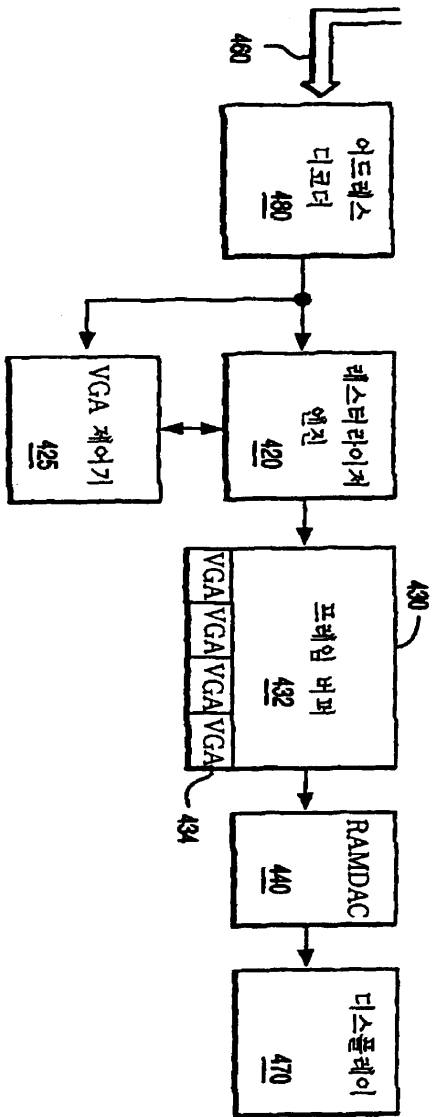 460
어드레스
디코더
480
래스터라이저
엔진
420
VGA 제어기
425
430
프레임 버퍼
432
VGA VGA VGA VGA
434
RAMDAC
440
디스플레이
470